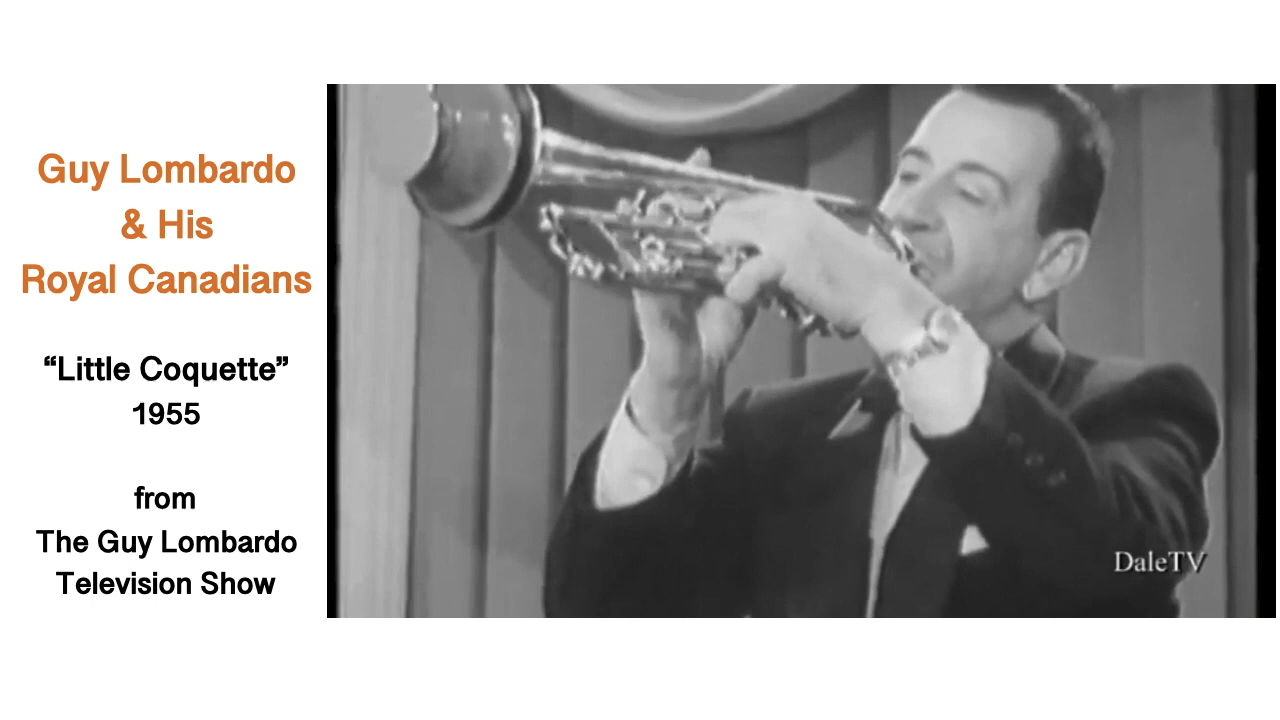 Guy Lombardo
& His
Royal Canadians
“Little Coquette”
1955
from
The Guy Lombardo
Television Show
DaleTV